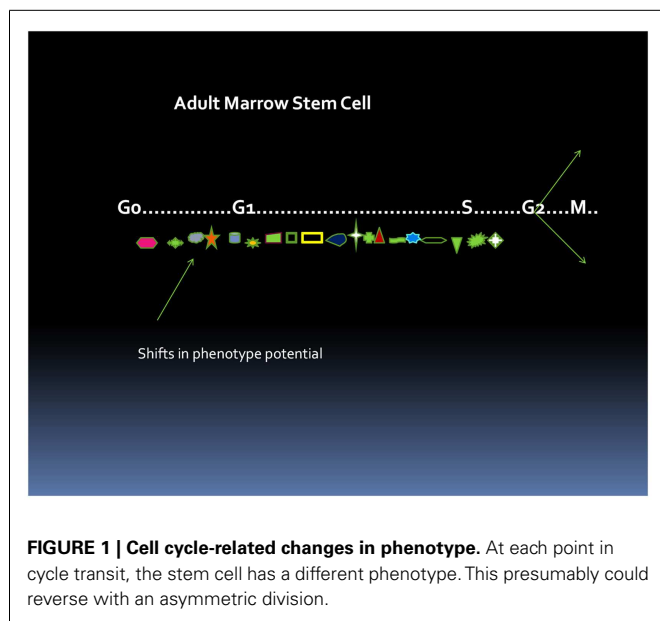 Adult Marrow Stem Cell
G0..............G1...................................S........G2....M..
Shifts in phenotype potential
FIGURE 1 | Cell cycle-related changes in phenotype. At each point in
cycle transit, the stem cell has a different phenotype. This presumably could
reverse with an asymmetric division.